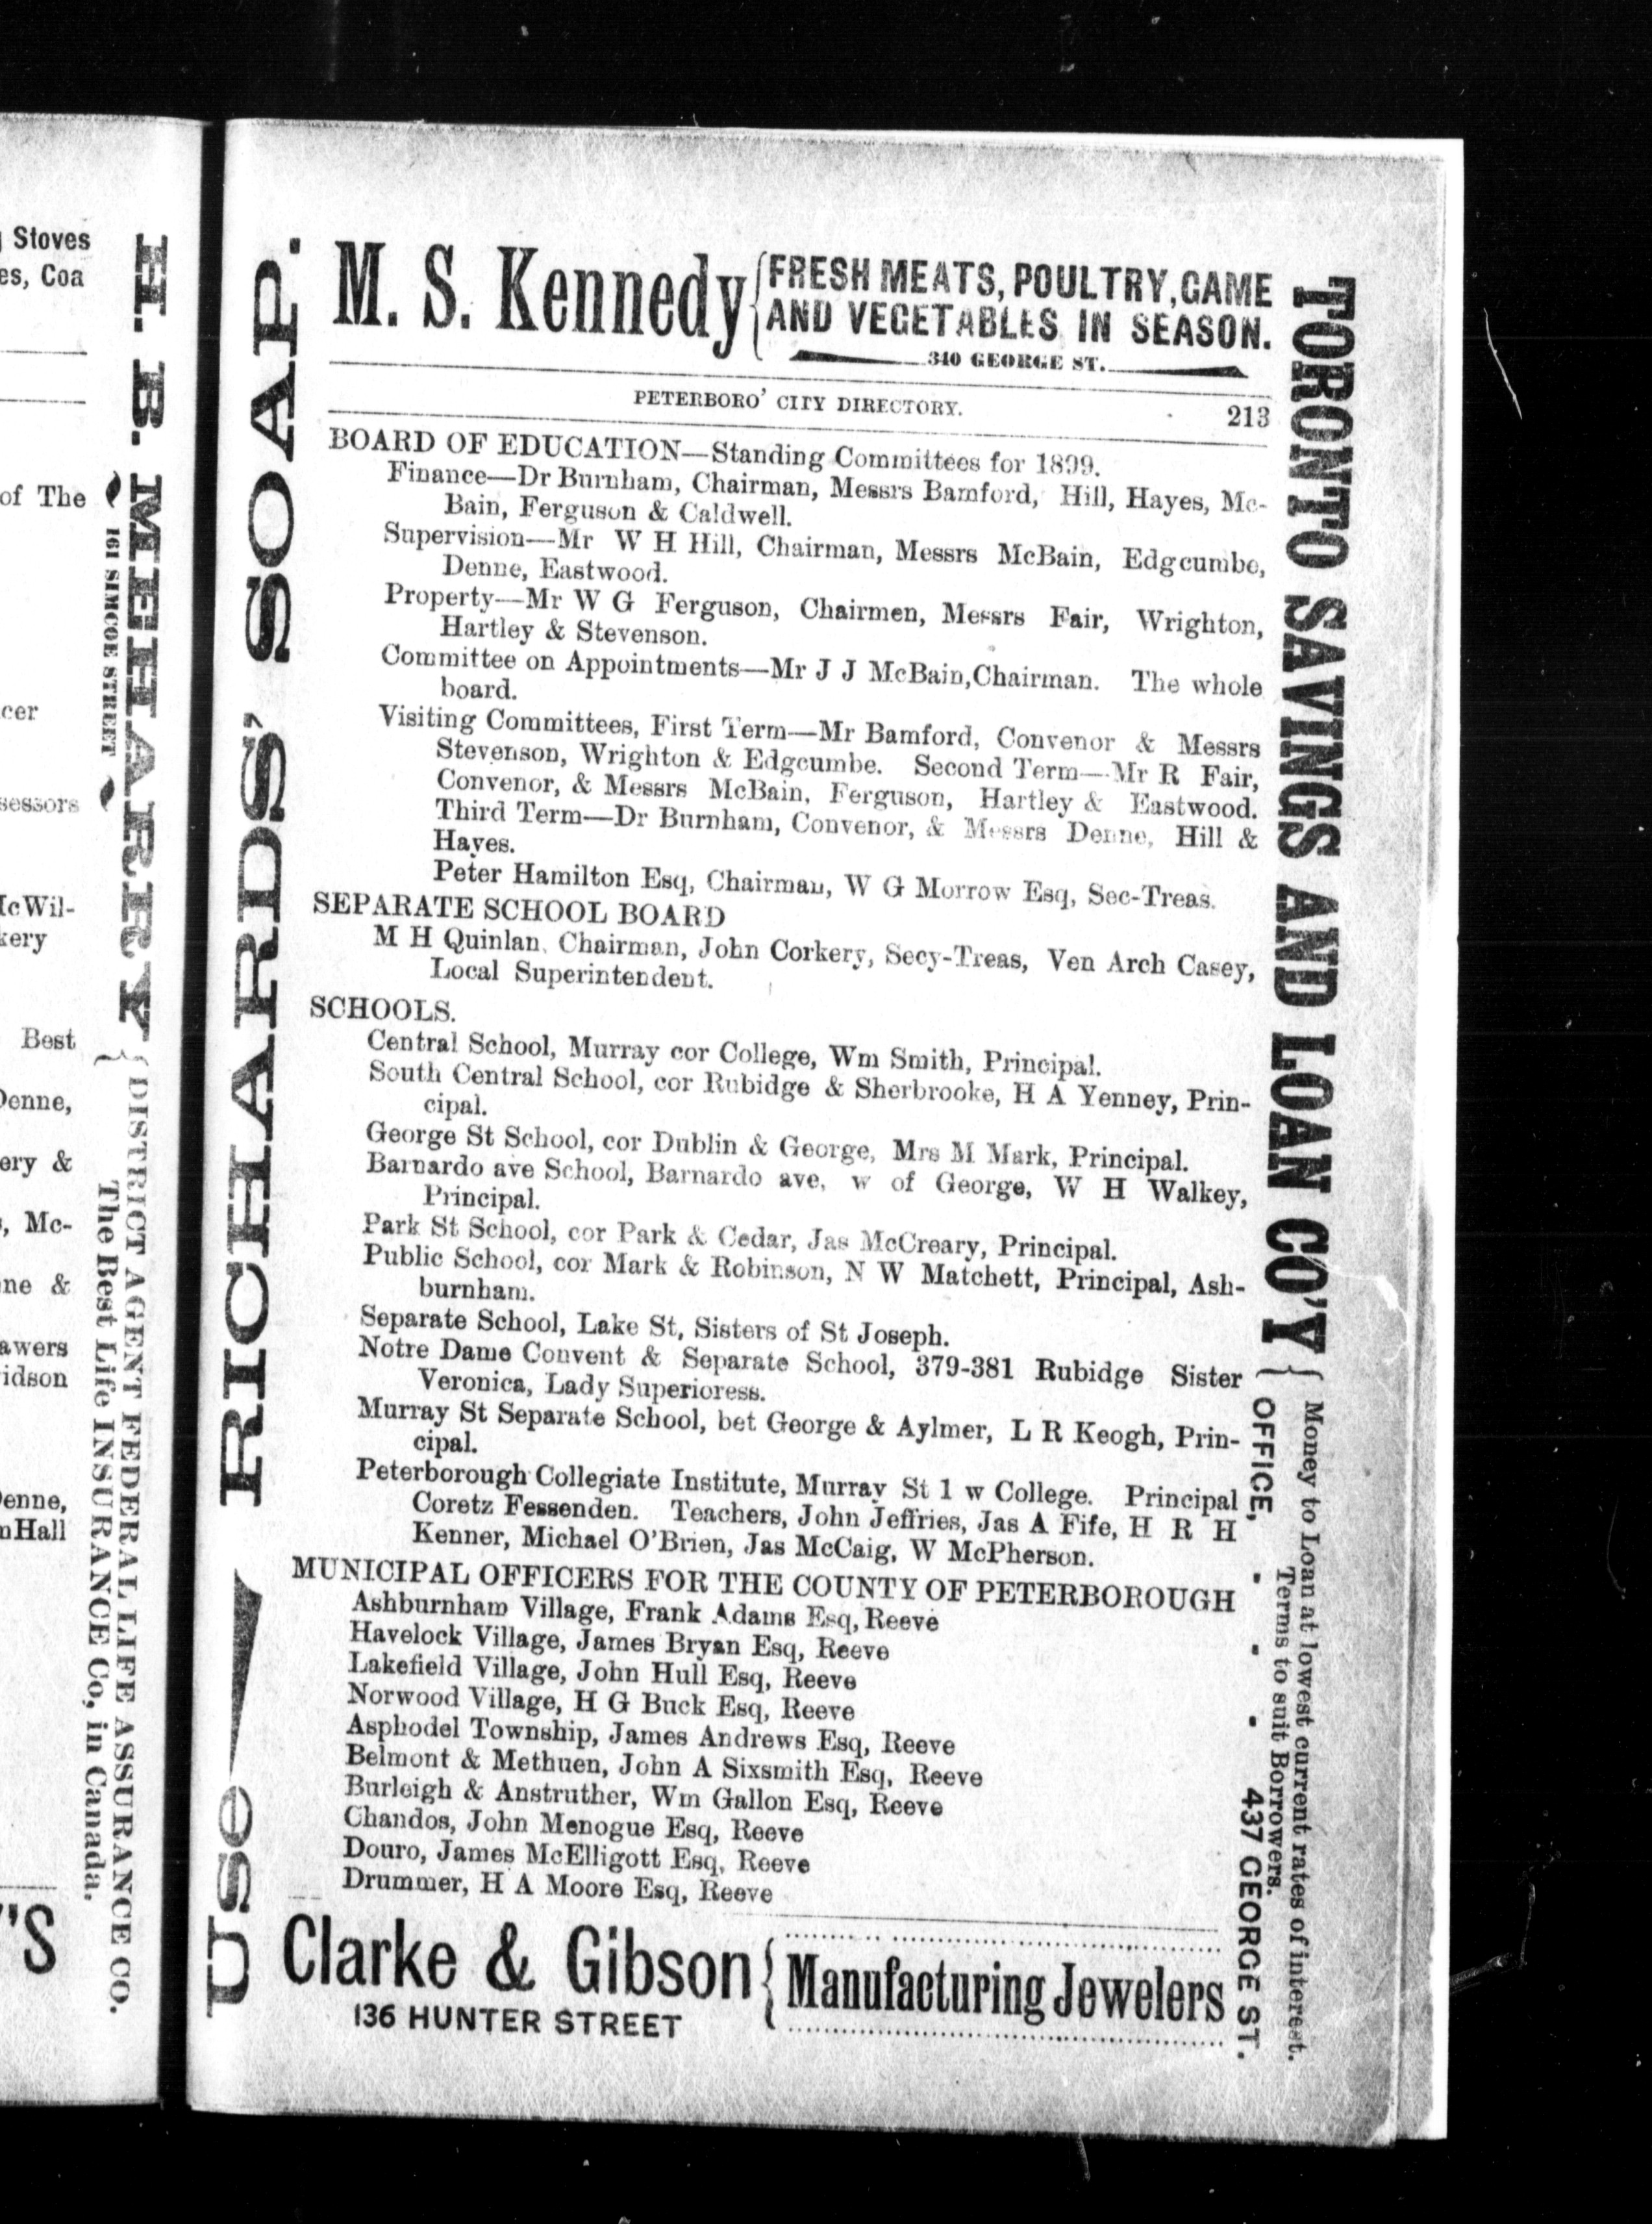 Stoves
es, Coa
of The
cer
sessors
McWil-
kery
Best
Denne,
ery &
, Mc-
ne &
awers
idson
enne,
nHall
'S
H. B. MEHARRY
161 SIMCOE STREET
DISTRICT AGENT FEDERAL LIFE ASSURANCE CO.
The Best Life INSURANCE Co, in Canada.
Use RICHARDS' SOAP.
M. S. Kennedy
FRESH MEATS, POULTRY, GAME
AND VEGETABLES IN SEASON.
340 GEORGE ST.
PETERBORO' CITY DIRECTORY. 213
BOARD OF EDUCATION—Standing Committees for 1899.
Finance—Dr Burnham, Chairman, Messrs Bamford, Hill, Hayes, Mc-
Bain, Ferguson & Caldwell.
Supervision—Mr W H Hill, Chairman, Messrs McBain, Edgcumbe,
Denne, Eastwood.
Property—Mr W G Ferguson, Chairmen, Messrs Fair, Wrighton,
Hartley & Stevenson.
Committee on Appointments—Mr J J McBain,Chairman. The whole
board.
Visiting Committees, First Term—Mr Bamford, Convenor & Messrs
Stevenson, Wrighton & Edgcumbe. Second Term—Mr R Fair,
Convenor, & Messrs McBain, Ferguson, Hartley & Eastwood.
Third Term—Dr Burnham, Convenor, & Messrs Denne, Hill &
Hayes.
Peter Hamilton Esq, Chairman, W G Morrow Esq, Sec-Treas.
SEPARATE SCHOOL BOARD
M H Quinlan, Chairman, John Corkery, Secy-Treas, Ven Arch Casey,
Local Superintendent.
SCHOOLS.
Central School, Murray cor College, Wm Smith, Principal.
South Central School, cor Rubidge & Sherbrooke, H A Yenney, Prin-
cipal.
George St School, cor Dublin & George, Mrs M Mark, Principal.
Barnardo ave School, Barnardo ave, w of George, W H Walkey,
Principal.
Park St School, cor Park & Cedar, Jas McCreary, Principal.
Public School, cor Mark & Robinson, N W Matchett, Principal, Ash-
burnham.
Separate School, Lake St, Sisters of St Joseph.
Notre Dame Convent & Separate School, 379-381 Rubidge Sister
Veronica, Lady Superioress.
Murray St Separate School, bet George & Aylmer, L R Keogh, Prin-
cipal.
Peterborough Collegiate Institute, Murray St 1 w College. Principal
Coretz Fessenden. Teachers, John Jeffries, Jas A Fife, H R H
Kenner, Michael O'Brien, Jas McCaig, W McPherson.
MUNICIPAL OFFICERS FOR THE COUNTY OF PETERBOROUGH
Ashburnham Village, Frank Adams Esq, Reeve
Havelock Village, James Bryan Esq, Reeve
Lakefield Village, John Hull Esq, Reeve
Norwood Village, H G Buck Esq, Reeve
Asphodel Township, James Andrews Esq, Reeve
Belmont & Methuen, John A Sixsmith Esq, Reeve
Burleigh & Anstruther, Wm Gallon Esq, Reeve
Chandos, John Menogue Esq, Reeve
Douro, James McElligott Esq, Reeve
Drummer, H A Moore Esq, Reeve
Clarke & Gibson
136 HUNTER STREET
Manufacturing Jewelers
TORONTO SAVINGS AND LOAN CO'Y
Money to Loan at lowest current rates of interest.
Terms to suit Borrowers.
OFFICE, - - - 437 GEORGE ST.